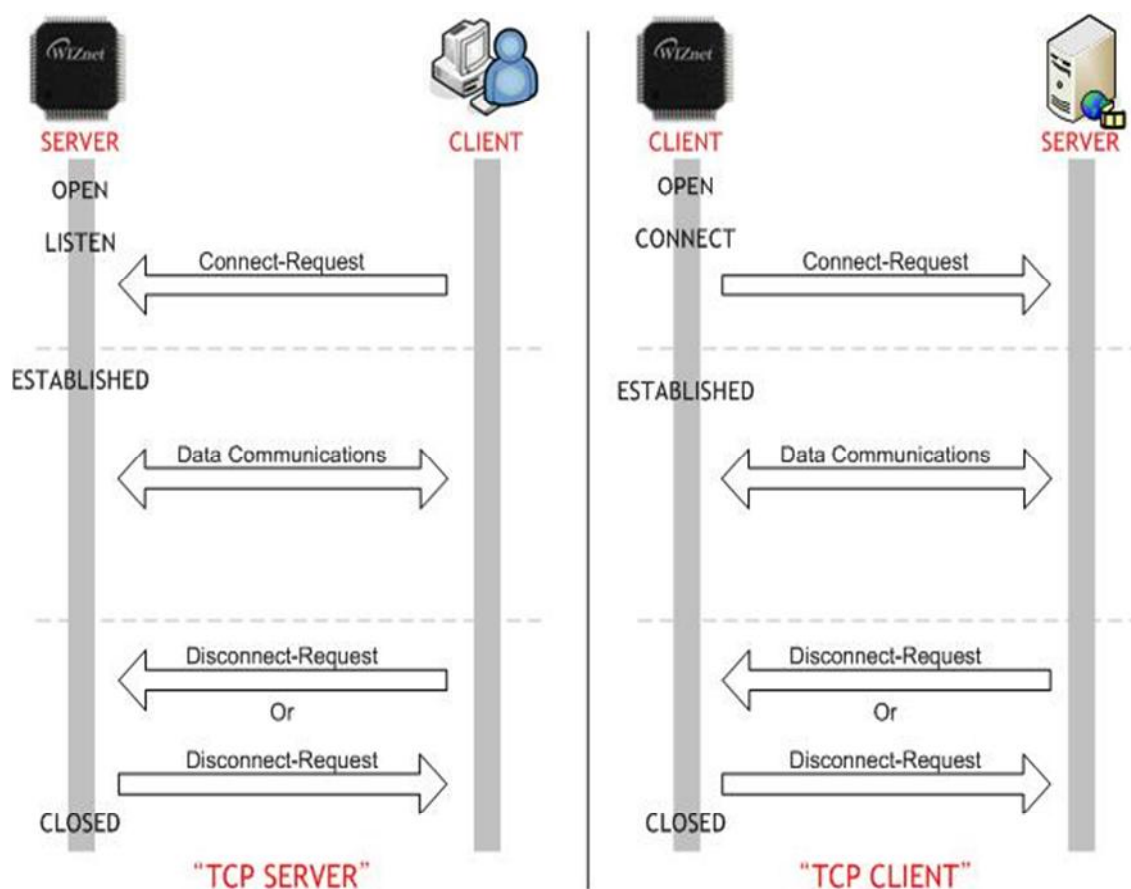 WIZnet
SERVER
CLIENT
OPEN
LISTEN
Connect-Request
ESTABLISHED
Data Communications
Disconnect-Request
Or
Disconnect-Request
CLOSED
"TCP SERVER"
WIZnet
CLIENT
SERVER
OPEN
CONNECT
Connect-Request
ESTABLISHED
Data Communications
Disconnect-Request
Or
Disconnect-Request
CLOSED
"TCP CLIENT"